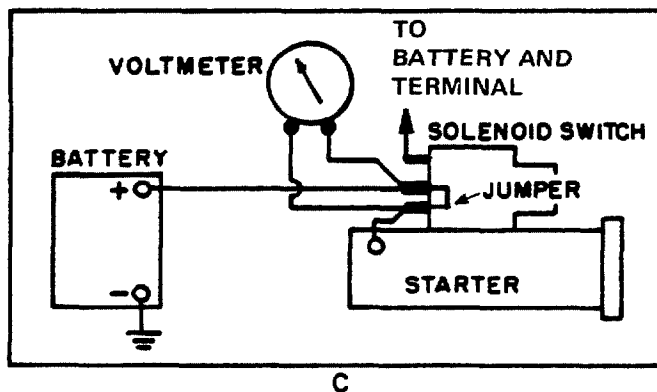 TO
BATTERY AND
TERMINAL
VOLTMETER
SOLENOID SWITCH
BATTERY
+
JUMPER
−
STARTER
C